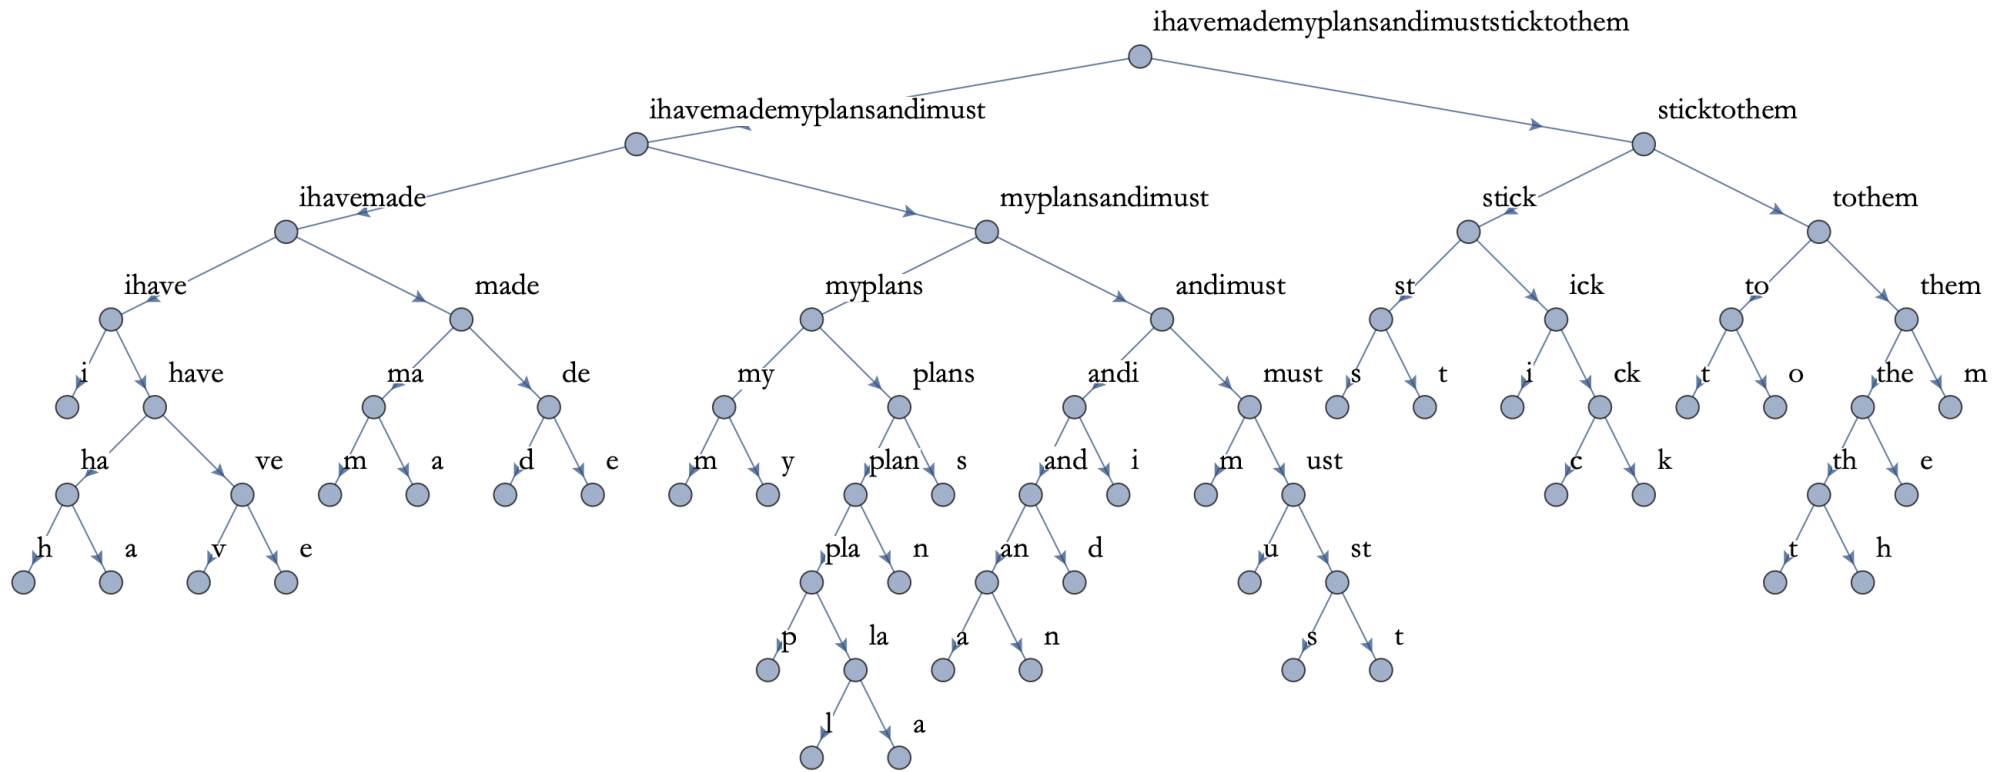 ihavemademyplansandimuststicktothem
ihavemademyplansandimust sticktothem
ihavemade myplansandimust stick tothem
ihave made myplans andimust st ick to them
i have ma de my plans andi must s t i ck t o the m
ha ve m a d e m y plan s and i m ust c k th e
h a v e pla n an d u st t h
p la a n s t
l a